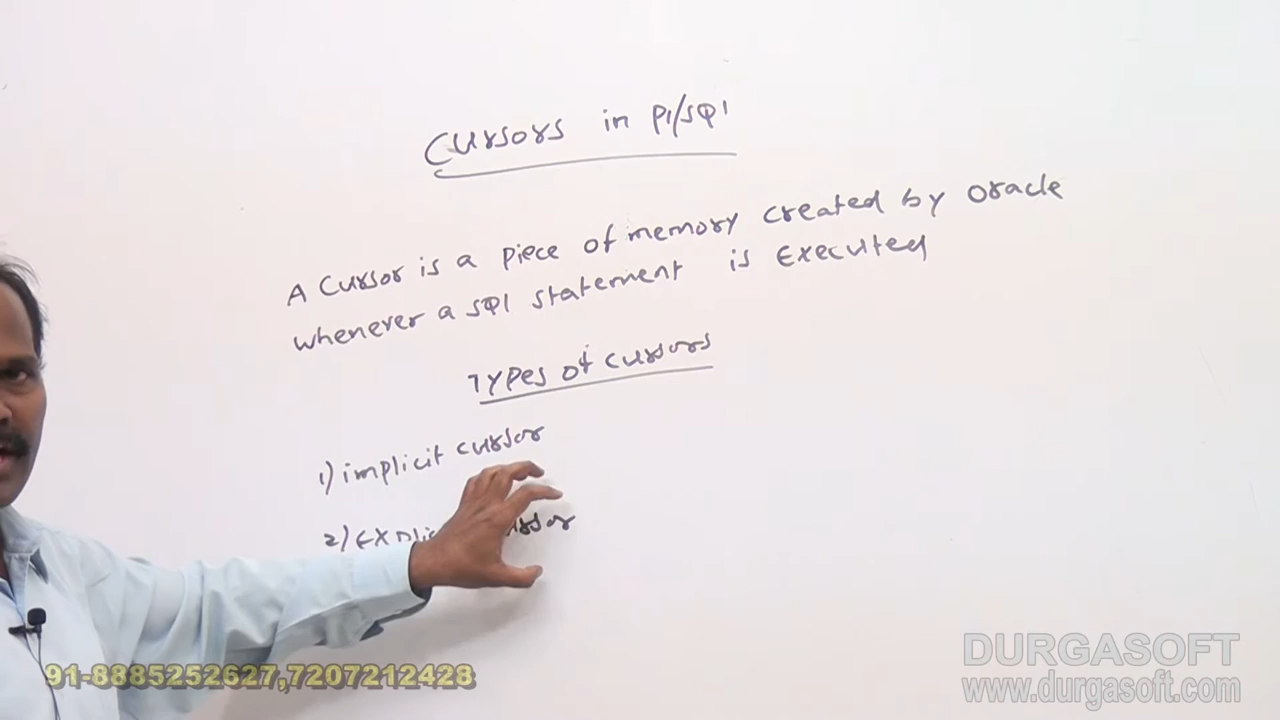 Cursors in Pl/SQl
A Cursor is a piece of memory created by Oracle
whenever a SQl statement is Executed
Types of cursors
1) implicit cursor
2)
91-8885252627,7207212428
DURGASOFT
www.durgasoft.com